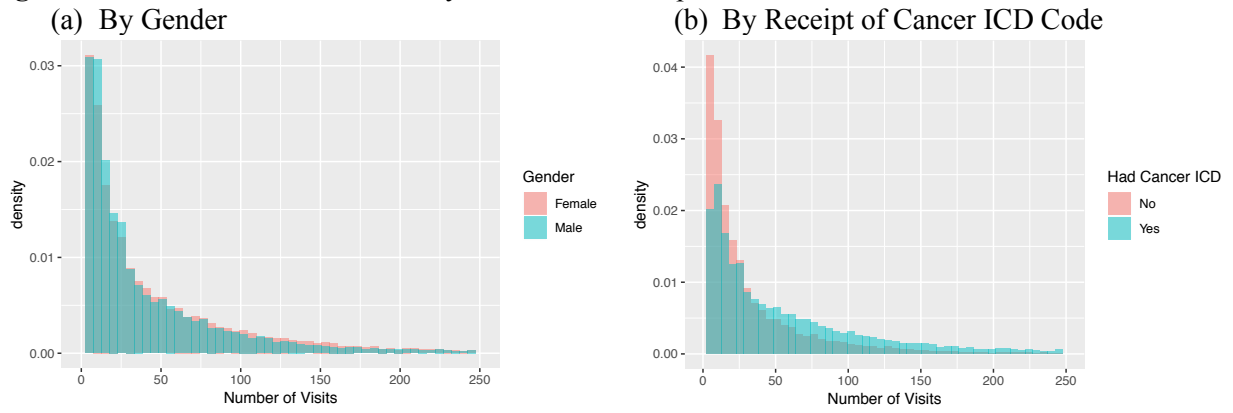 (a) By Gender
(b) By Receipt of Cancer ICD Code
0.03
0.02
0.01
0.00
density
0
50
100
150
200
250
Number of Visits
Gender
Female
Male
0.04
0.03
0.02
0.01
0.00
density
0
50
100
150
200
250
Number of Visits
Had Cancer ICD
No
Yes